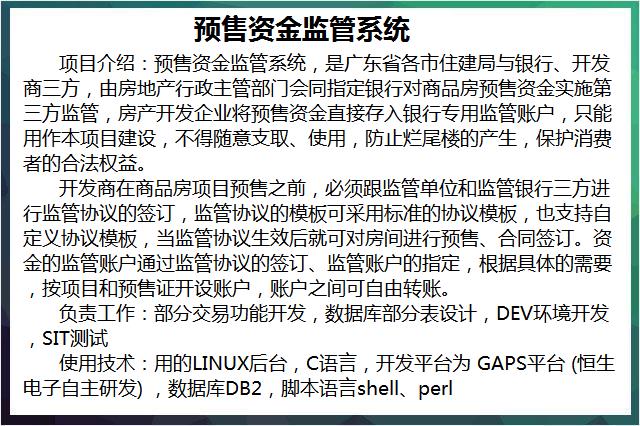 预售资金监管系统
项目介绍：预售资金监管系统，是广东省各市住建局与银行、开发
商三方，由房地产行政主管部门会同指定银行对商品房预售资金实施第
三方监管，房产开发企业将预售资金直接存入银行专用监管账户，只能
用作本项目建设，不得随意支取、使用，防止烂尾楼的产生，保护消费
者的合法权益。
开发商在商品房项目预售之前，必须跟监管单位和监管银行三方进
行监管协议的签订，监管协议的模板可采用标准的协议模板，也支持自
定义协议模板，当监管协议生效后就可对房间进行预售、合同签订。资
金的监管账户通过监管协议的签订、监管账户的指定，根据具体的需要
，按项目和预售证开设账户，账户之间可自由转账。
负责工作：部分交易功能开发，数据库部分表设计，DEV环境开发
，SIT测试
使用技术：用的LINUX后台，C语言，开发平台为 GAPS平台 (恒生
电子自主研发) ，数据库DB2，脚本语言shell、perl